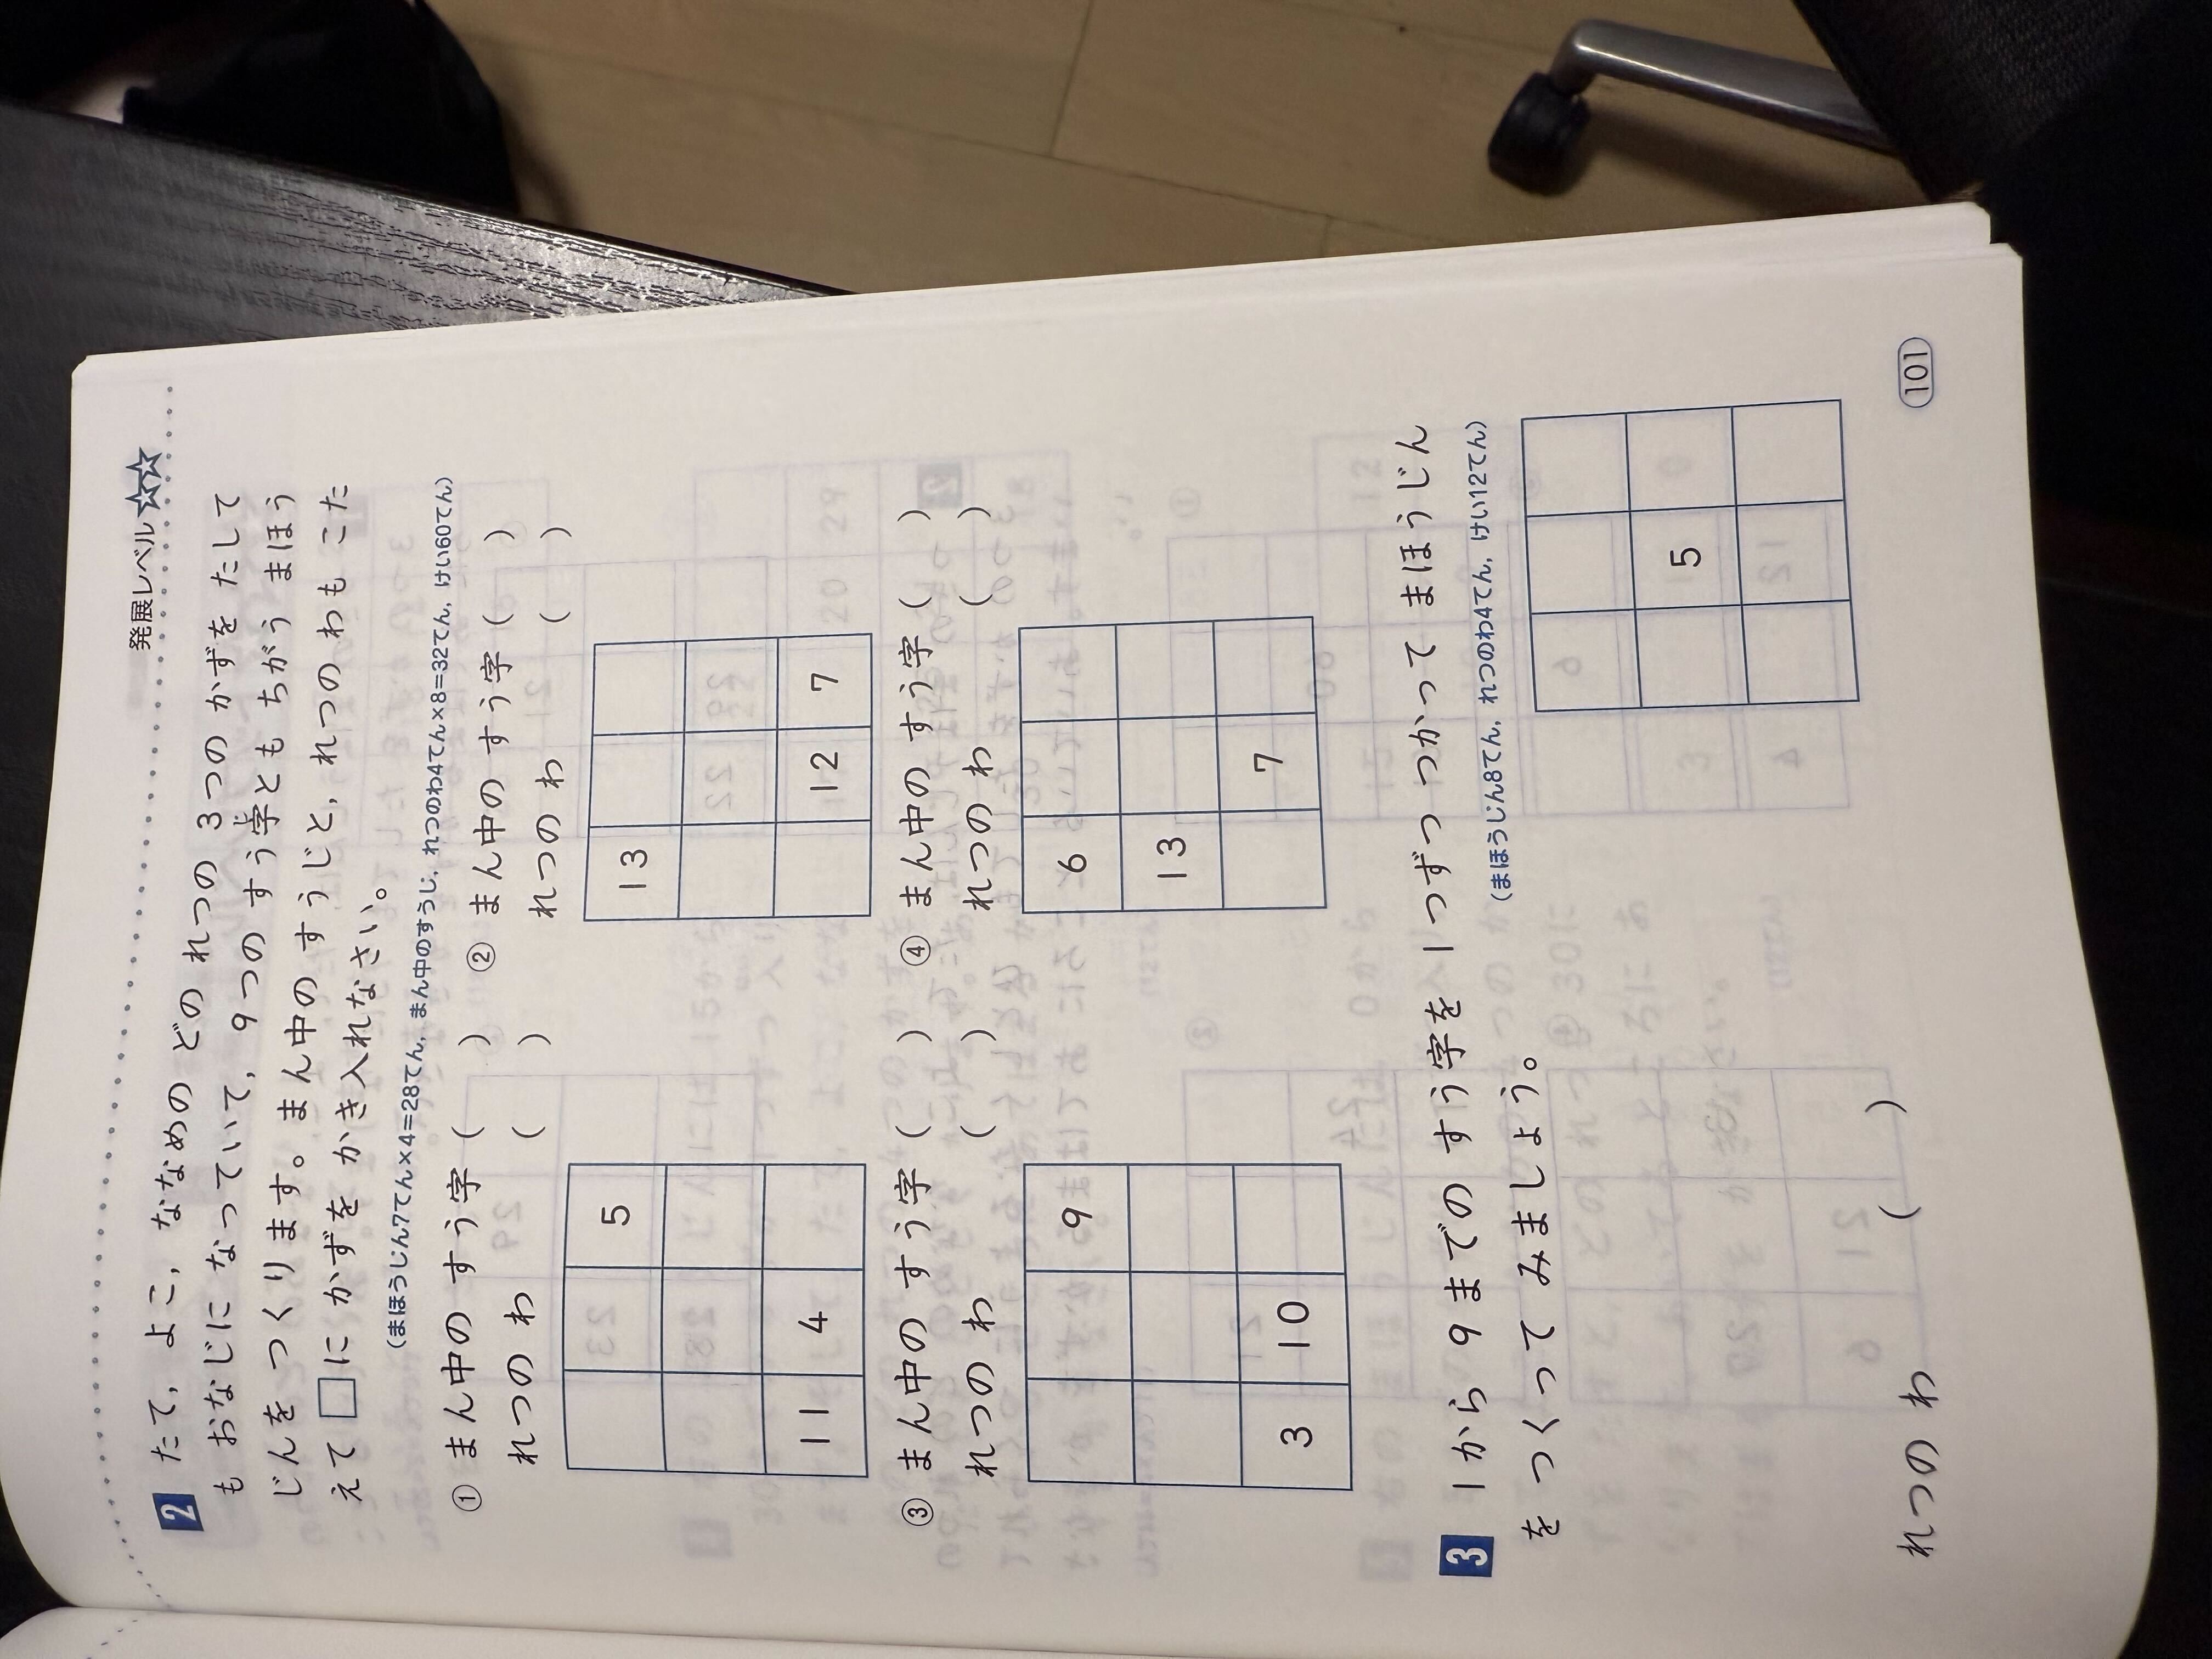 発展レベル ☆☆
2 たて，よこ，ななめの どの れつの 3つの かずを たして
も おなじに なっていて，9つの すう字とも ちがう まほう
じんを つくります。まん中の すうじと，れつの わも こた
えて □に かずを かき入れなさい。
(まほうじん7てん×4=28てん，まん中のすうじ，れつのわ4てん×8=32てん，けい60てん)
① まん中の すう字 (　　)
れつの わ (　　)
5
11 4
② まん中の すう字 (　　)
れつの わ (　　)
13
12 7
③ まん中の すう字 (　　)
れつの わ (　　)
9
3 10
④ まん中の すう字 (　　)
れつの わ (　　)
6
13
7
3 1から 9までの すう字を 1つずつ つかって まほうじん
を つくって みましょう。
(まほうじん8てん，れつのわ4てん，けい12てん)
5
れつの わ (　　)
101